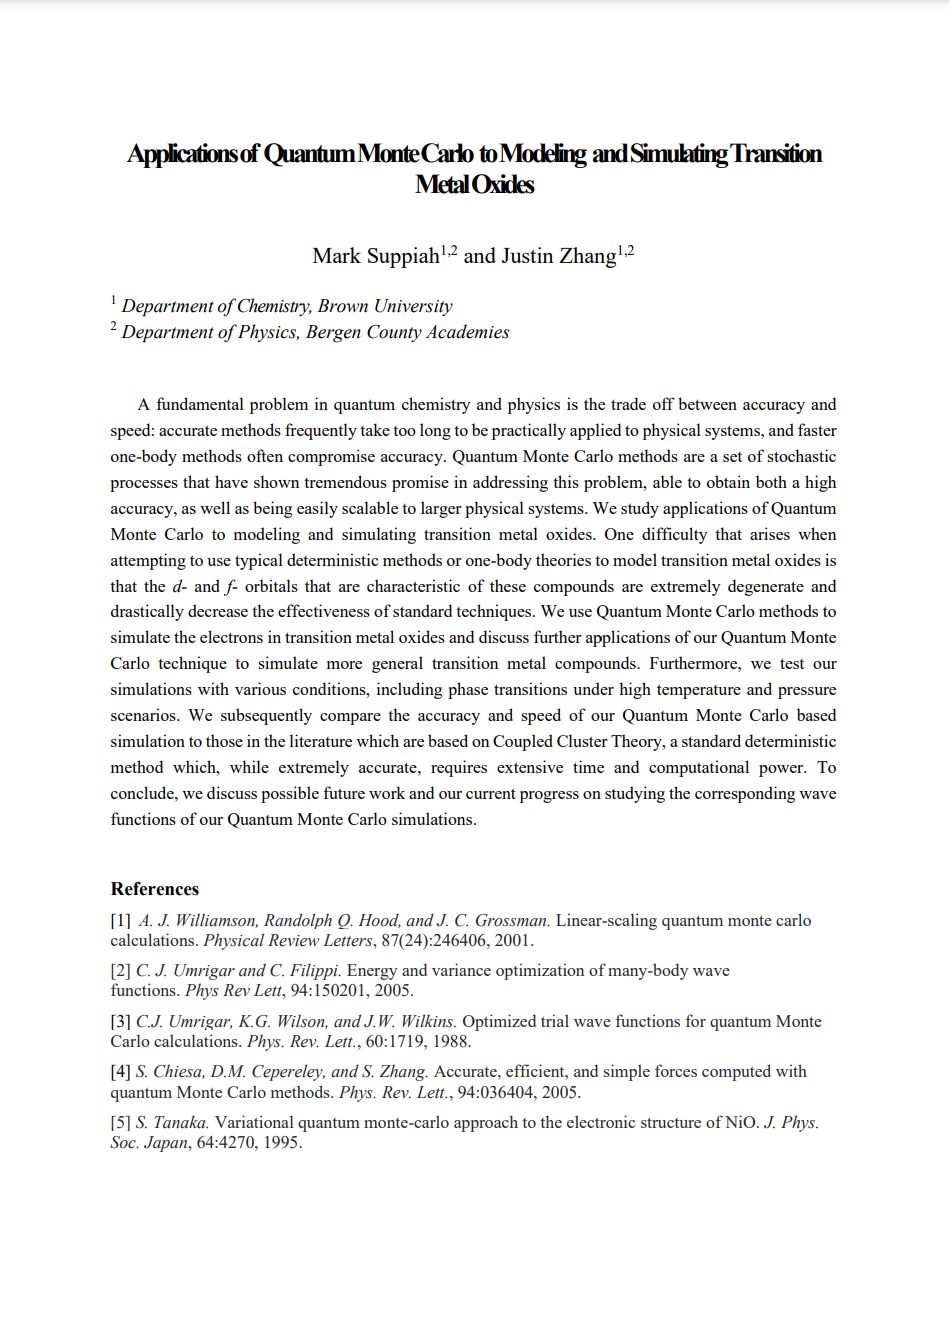 Applications of Quantum Monte Carlo to Modeling and Simulating Transition
Metal Oxides
Mark Suppiah1,2 and Justin Zhang1,2
1 Department of Chemistry, Brown University
2 Department of Physics, Bergen County Academies
A fundamental problem in quantum chemistry and physics is the trade off between accuracy and
speed: accurate methods frequently take too long to be practically applied to physical systems, and faster
one-body methods often compromise accuracy. Quantum Monte Carlo methods are a set of stochastic
processes that have shown tremendous promise in addressing this problem, able to obtain both a high
accuracy, as well as being easily scalable to larger physical systems. We study applications of Quantum
Monte Carlo to modeling and simulating transition metal oxides. One difficulty that arises when
attempting to use typical deterministic methods or one-body theories to model transition metal oxides is
that the d- and f- orbitals that are characteristic of these compounds are extremely degenerate and
drastically decrease the effectiveness of standard techniques. We use Quantum Monte Carlo methods to
simulate the electrons in transition metal oxides and discuss further applications of our Quantum Monte
Carlo technique to simulate more general transition metal compounds. Furthermore, we test our
simulations with various conditions, including phase transitions under high temperature and pressure
scenarios. We subsequently compare the accuracy and speed of our Quantum Monte Carlo based
simulation to those in the literature which are based on Coupled Cluster Theory, a standard deterministic
method which, while extremely accurate, requires extensive time and computational power. To
conclude, we discuss possible future work and our current progress on studying the corresponding wave
functions of our Quantum Monte Carlo simulations.
References
[1] A. J. Williamson, Randolph Q. Hood, and J. C. Grossman. Linear-scaling quantum monte carlo
calculations. Physical Review Letters, 87(24):246406, 2001.
[2] C. J. Umrigar and C. Filippi. Energy and variance optimization of many-body wave
functions. Phys Rev Lett, 94:150201, 2005.
[3] C.J. Umrigar, K.G. Wilson, and J.W. Wilkins. Optimized trial wave functions for quantum Monte
Carlo calculations. Phys. Rev. Lett., 60:1719, 1988.
[4] S. Chiesa, D.M. Cepereley, and S. Zhang. Accurate, efficient, and simple forces computed with
quantum Monte Carlo methods. Phys. Rev. Lett., 94:036404, 2005.
[5] S. Tanaka. Variational quantum monte-carlo approach to the electronic structure of NiO. J. Phys.
Soc. Japan, 64:4270, 1995.